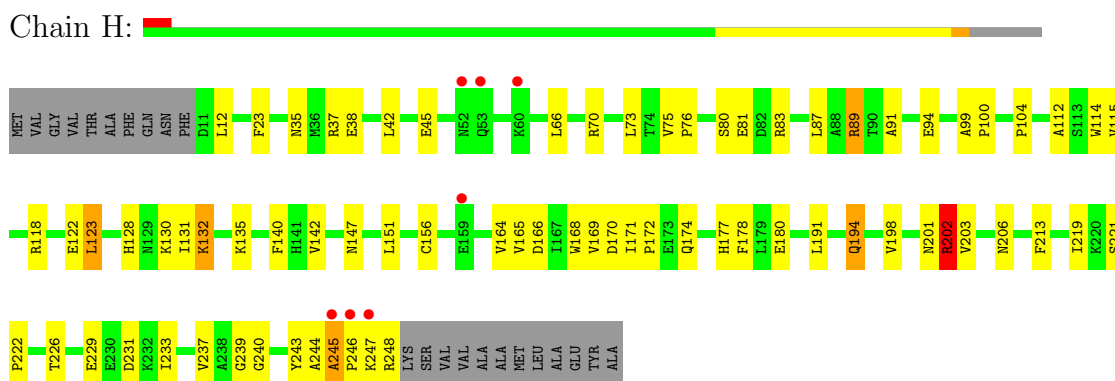 Chain H:
MET VAL GLY VAL THR ALA PHE GLN ASN PHE D11 L12 F23 N35 M36 R37 E38 L42 E45 N52 Q53 K60 L66 R70 L73 T74 V75 P76 S80 E81 D82 R83 L87 A88 R89 T90 A91 E94 A99 P100 P104 A112 S113 W114 V115
R118 E122 L123 H128 N129 K130 I131 K132 K135 F140 H141 V142 N147 L151 C156 E159 V164 V165 D166 I167 W168 V169 D170 I171 P172 E173 Q174 H177 F178 L179 E180 L191 Q194 V198 N201 R202 V203 N206 F213 I219 K220 S221
P222 T226 E229 E230 D231 K232 I233 V237 A238 G239 G240 Y243 A244 A245 P246 K247 R248 LYS SER VAL VAL ALA ALA MET LEU ALA GLU TYR ALA